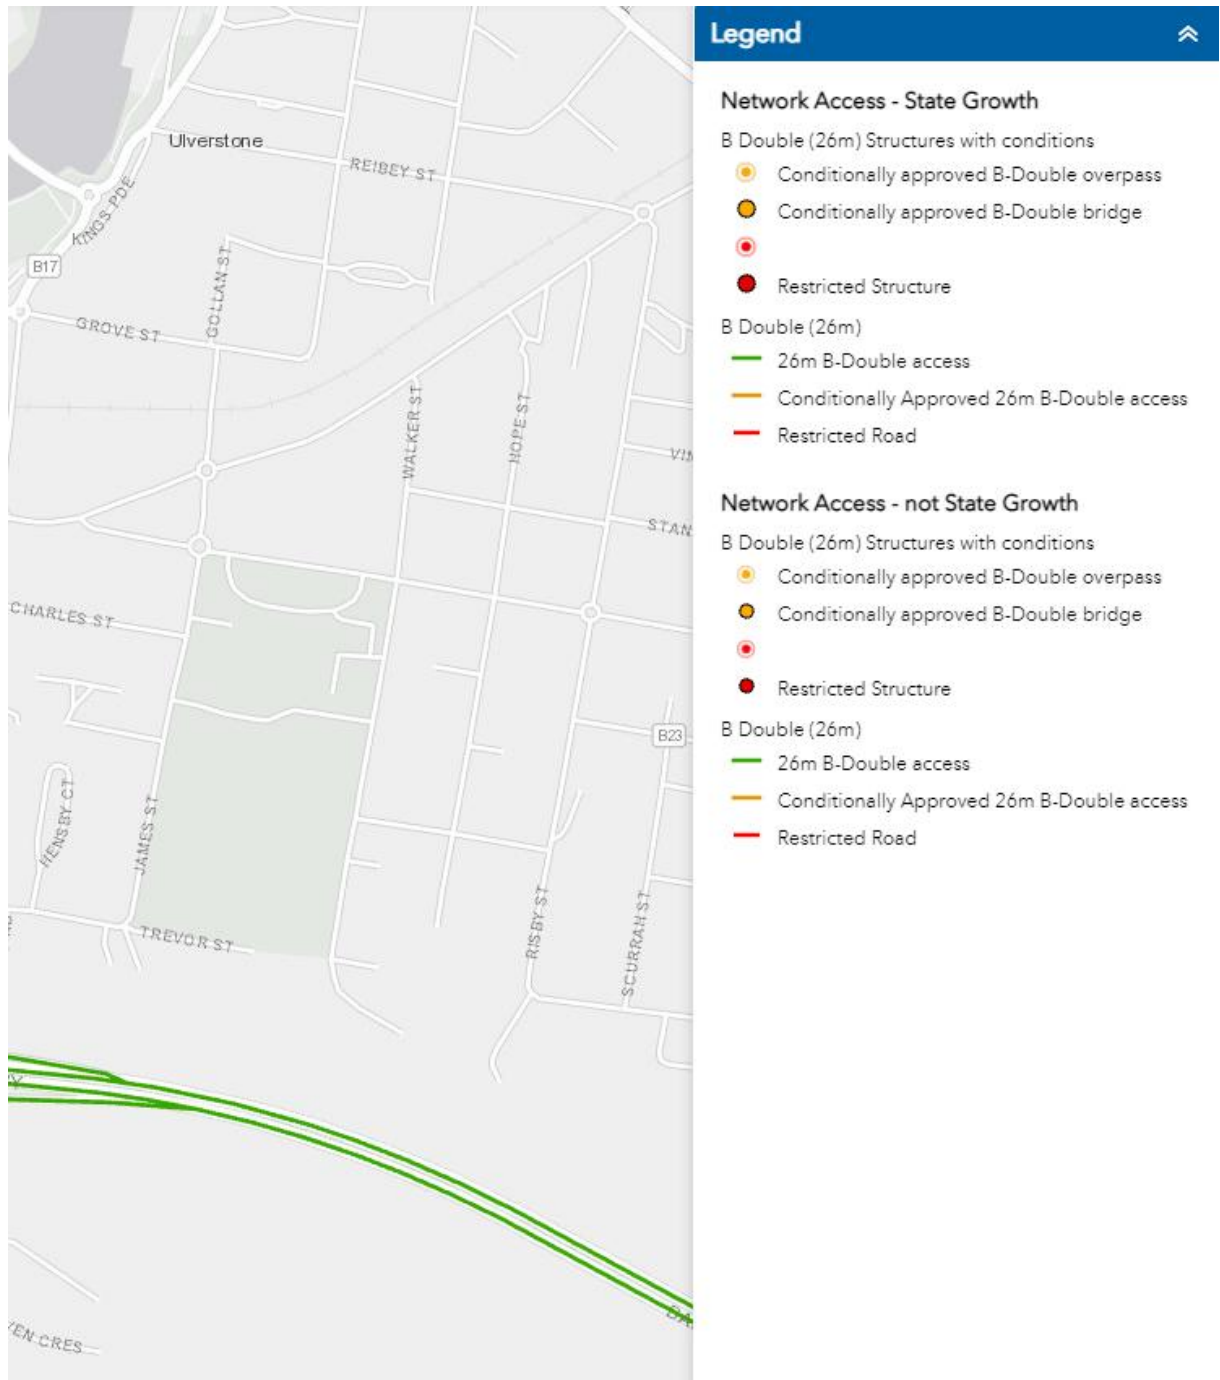 Ulverstone
REIBEY ST
KINGS PDE
B17
GOLLAN ST
GROVE ST
WALKER ST
HOPE ST
VIN
STAN
CHARLES ST
B23
HENSBY CT
JAMES ST
TREVOR ST
RISBY ST
SCURRAH ST
Y
BA
VEN CRES
Legend
Network Access - State Growth
B Double (26m) Structures with conditions
Conditionally approved B-Double overpass
Conditionally approved B-Double bridge
Restricted Structure
B Double (26m)
26m B-Double access
Conditionally Approved 26m B-Double access
Restricted Road
Network Access - not State Growth
B Double (26m) Structures with conditions
Conditionally approved B-Double overpass
Conditionally approved B-Double bridge
Restricted Structure
B Double (26m)
26m B-Double access
Conditionally Approved 26m B-Double access
Restricted Road